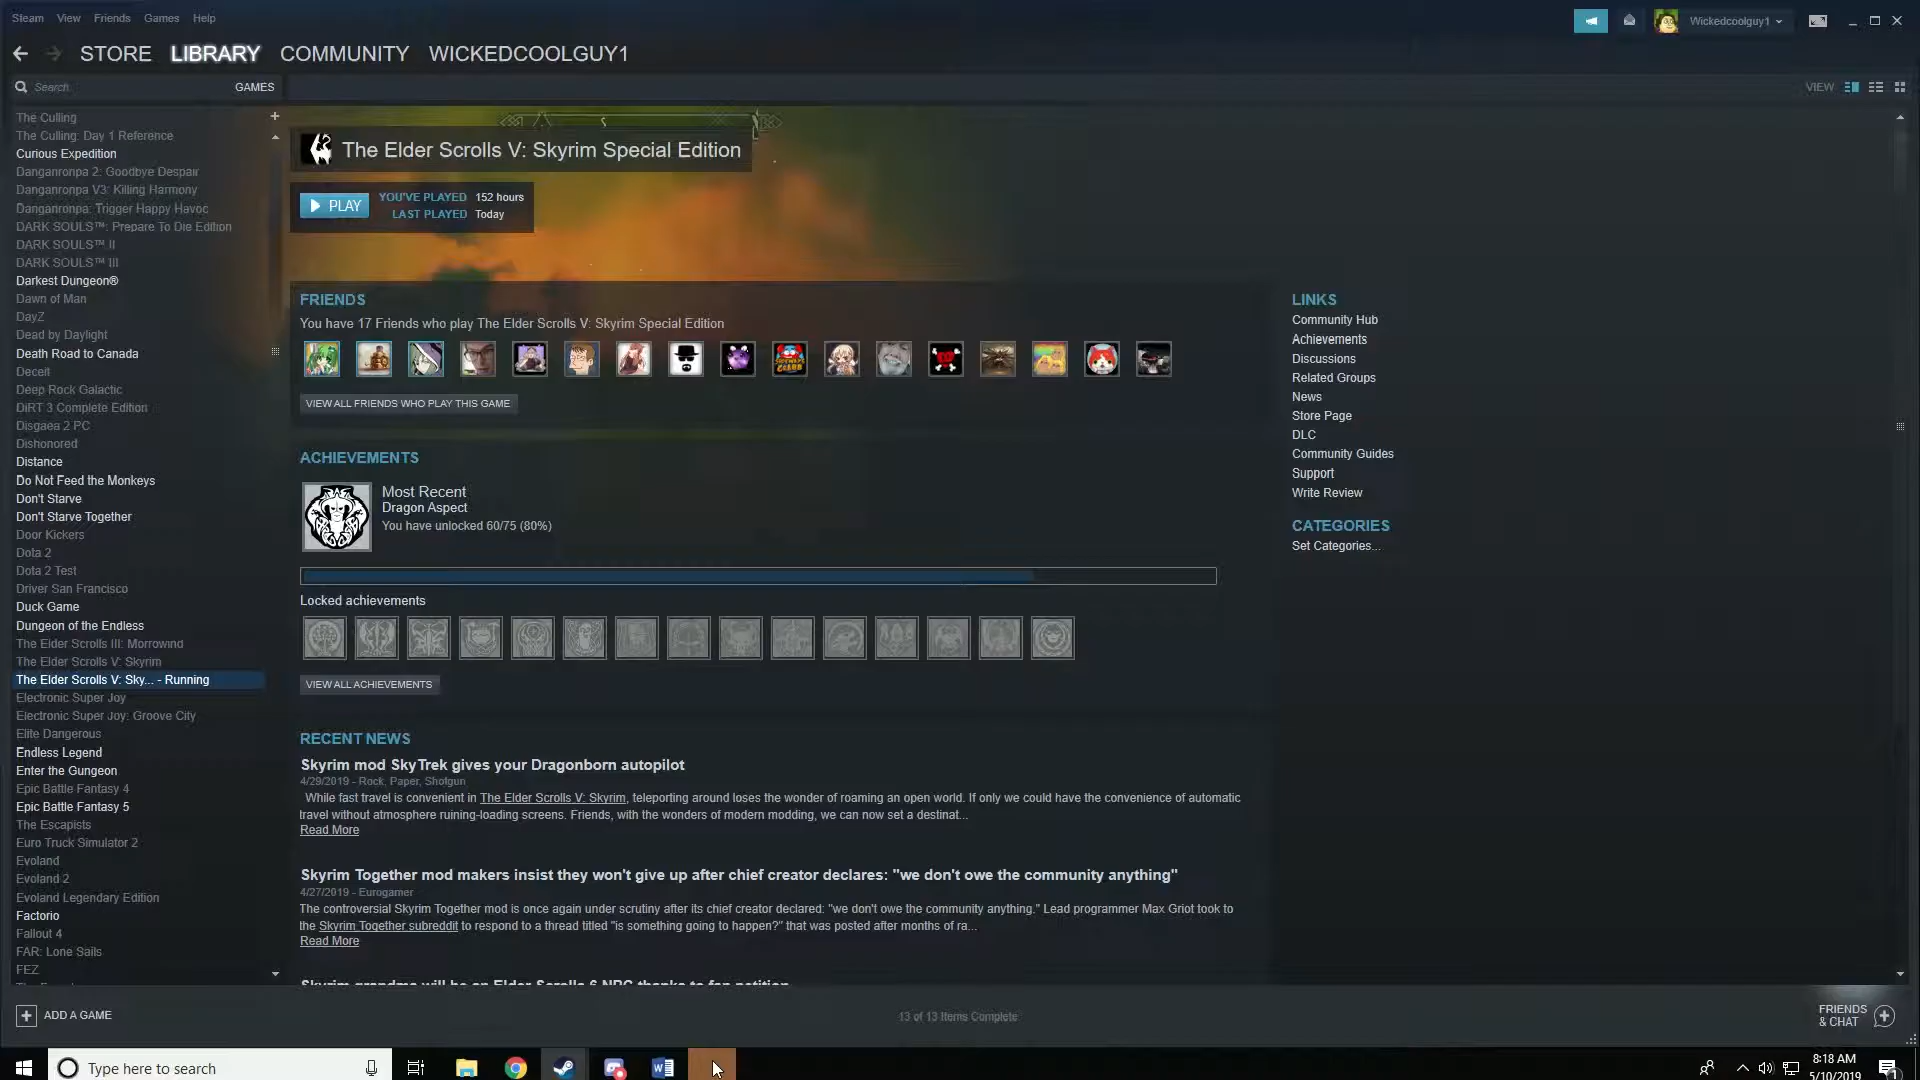 Steam View Friends Games Help
Wickedcoolguy1
STORE LIBRARY COMMUNITY WICKEDCOOLGUY1
Search
GAMES
VIEW
The Culling
The Culling: Day 1 Reference
Curious Expedition
Danganronpa 2: Goodbye Despair
Danganronpa V3: Killing Harmony
Danganronpa: Trigger Happy Havoc
DARK SOULS™: Prepare To Die Edition
DARK SOULS™ II
DARK SOULS™ III
Darkest Dungeon®
Dawn of Man
DayZ
Dead by Daylight
Death Road to Canada
Deceit
Deep Rock Galactic
DiRT 3 Complete Edition
Disgaea 2 PC
Dishonored
Distance
Do Not Feed the Monkeys
Don't Starve
Don't Starve Together
Door Kickers
Dota 2
Dota 2 Test
Driver San Francisco
Duck Game
Dungeon of the Endless
The Elder Scrolls III: Morrowind
The Elder Scrolls V: Skyrim
The Elder Scrolls V: Sky... - Running
Electronic Super Joy
Electronic Super Joy: Groove City
Elite Dangerous
Endless Legend
Enter the Gungeon
Epic Battle Fantasy 4
Epic Battle Fantasy 5
The Escapists
Euro Truck Simulator 2
Evoland
Evoland 2
Evoland Legendary Edition
Factorio
Fallout 4
FAR: Lone Sails
FEZ
The Elder Scrolls V: Skyrim Special Edition
PLAY
YOU'VE PLAYED 152 hours
LAST PLAYED Today
FRIENDS
You have 17 Friends who play The Elder Scrolls V: Skyrim Special Edition
VIEW ALL FRIENDS WHO PLAY THIS GAME
ACHIEVEMENTS
Most Recent
Dragon Aspect
You have unlocked 60/75 (80%)
Locked achievements
VIEW ALL ACHIEVEMENTS
RECENT NEWS
Skyrim mod SkyTrek gives your Dragonborn autopilot
4/29/2019 - Rock, Paper, Shotgun
While fast travel is convenient in The Elder Scrolls V: Skyrim, teleporting around loses the wonder of roaming an open world. If only we could have the convenience of automatic
travel without atmosphere ruining-loading screens. Friends, with the wonders of modern modding, we can now set a destinat...
Read More
Skyrim Together mod makers insist they won't give up after chief creator declares: "we don't owe the community anything"
4/27/2019 - Eurogamer
The controversial Skyrim Together mod is once again under scrutiny after its chief creator declared: "we don't owe the community anything." Lead programmer Max Griot took to
the Skyrim Together subreddit to respond to a thread titled "is something going to happen?" that was posted after months of ra...
Read More
Skyrim grandma will be an Elder Scrolls 6 NPC thanks to fan petition
LINKS
Community Hub
Achievements
Discussions
Related Groups
News
Store Page
DLC
Community Guides
Support
Write Review
CATEGORIES
Set Categories...
ADD A GAME
13 of 13 Items Complete
FRIENDS
& CHAT
Type here to search
8:18 AM
5/10/2019
1